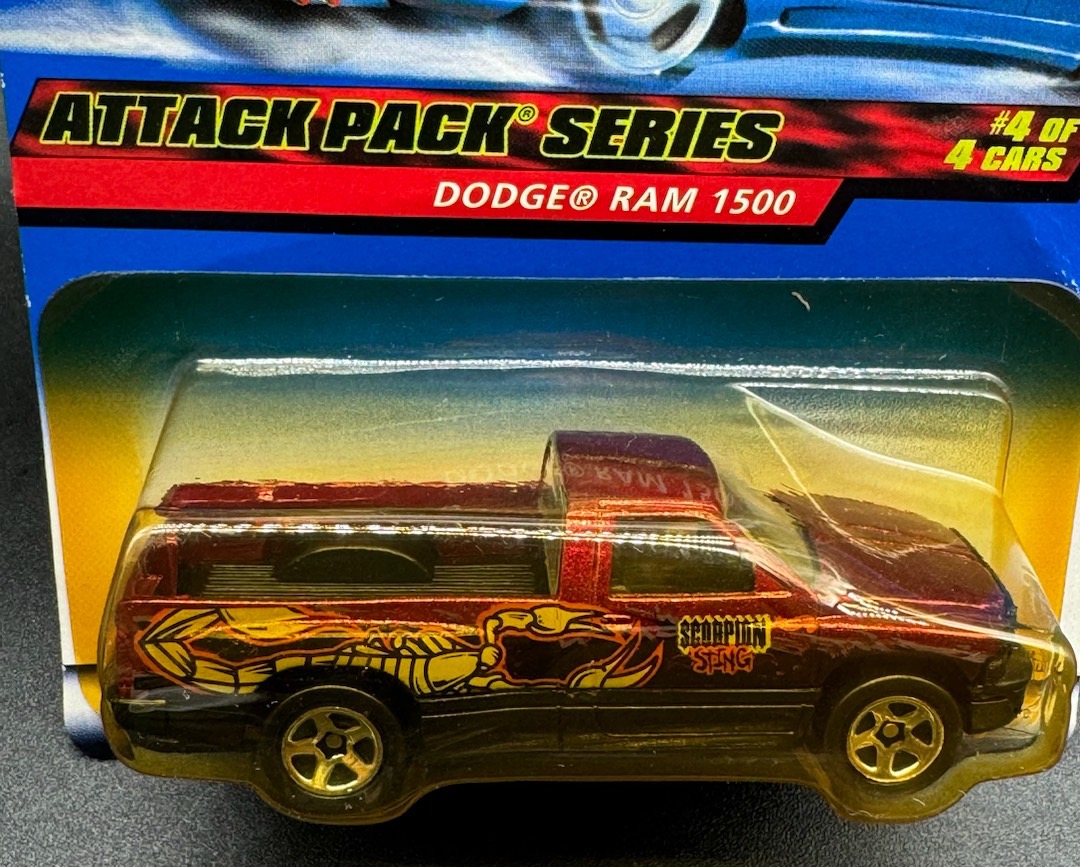 ATTACK PACK® SERIES
#4 OF
4 CARS
DODGE® RAM 1500
SCORPION
STING